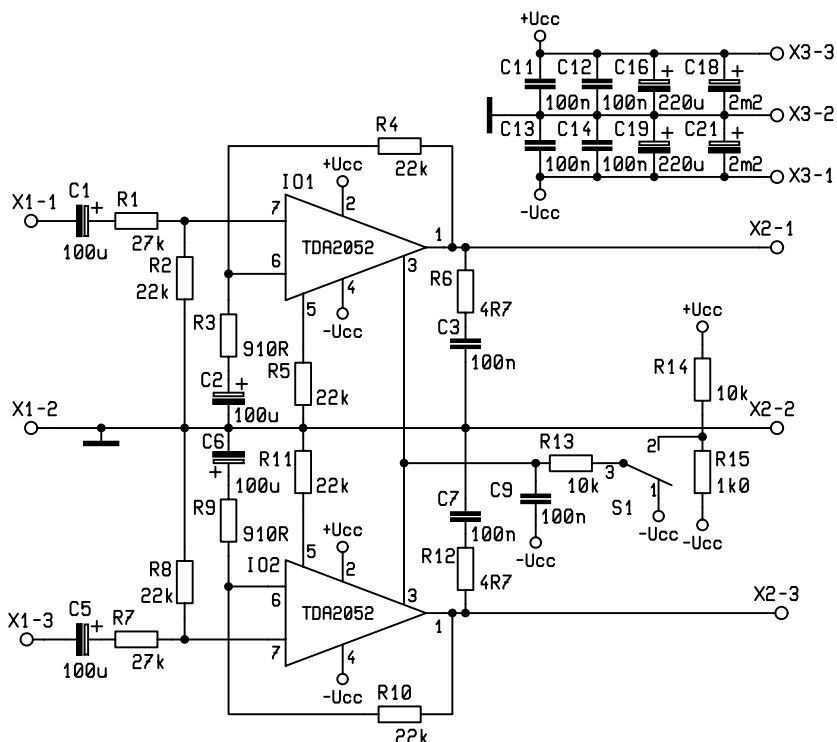 +Ucc
X3-3
C11
C12
C16
+
C18
+
100n
100n
220u
2m2
X3-2
C13
C14
C19
+
C21
+
100n
100n
220u
2m2
X3-1
-Ucc
R4
22k
+Ucc
IO1
2
X1-1
C1
+
R1
7
100u
27k
TDA2052
1
X2-1
R2
22k
6
3
4
5
-Ucc
R6
4R7
R3
910R
C3
100n
+Ucc
R5
22k
R14
10k
C2
+
100u
X1-2
X2-2
C6
+
100u
R11
22k
R13
10k
2
3
1
S1
-Ucc
R15
1k0
-Ucc
C7
100n
C9
100n
-Ucc
R9
910R
R12
4R7
+Ucc
IO2
5
2
R8
22k
6
3
TDA2052
1
X2-3
X1-3
C5
+
R7
7
100u
27k
4
-Ucc
R10
22k